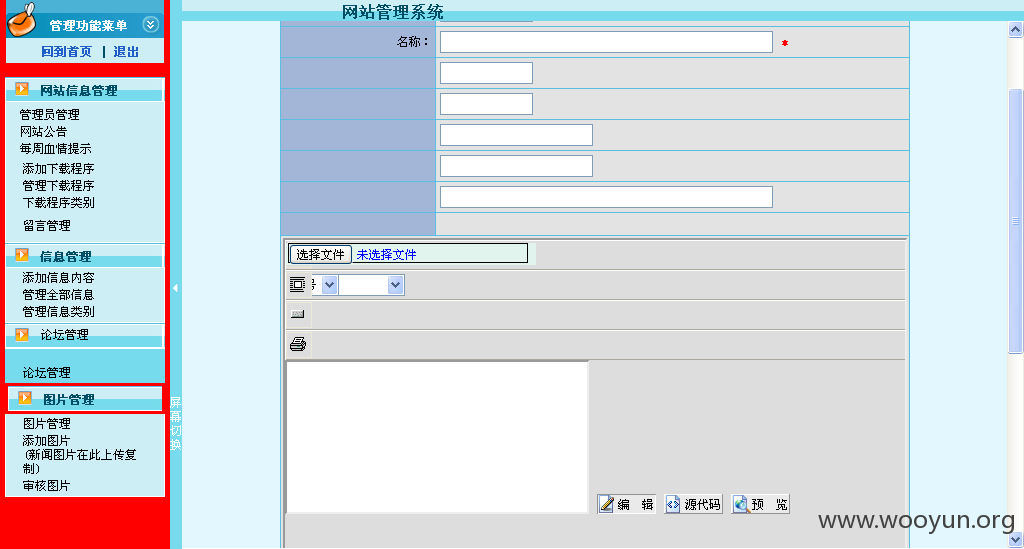 网站管理系统
管理功能菜单
回到首页 | 退出
网站信息管理
管理员管理
网站公告
每周血情提示
添加下载程序
管理下载程序
下载程序类别
留言管理
信息管理
添加信息内容
管理全部信息
管理信息类别
论坛管理
论坛管理
图片管理
图片管理
添加图片
(新闻图片在此上传复
制)
审核图片
屏
幕
切
换
名称： *
选择文件 未选择文件
号
编 辑 源代码 预 览
www.wooyun.org